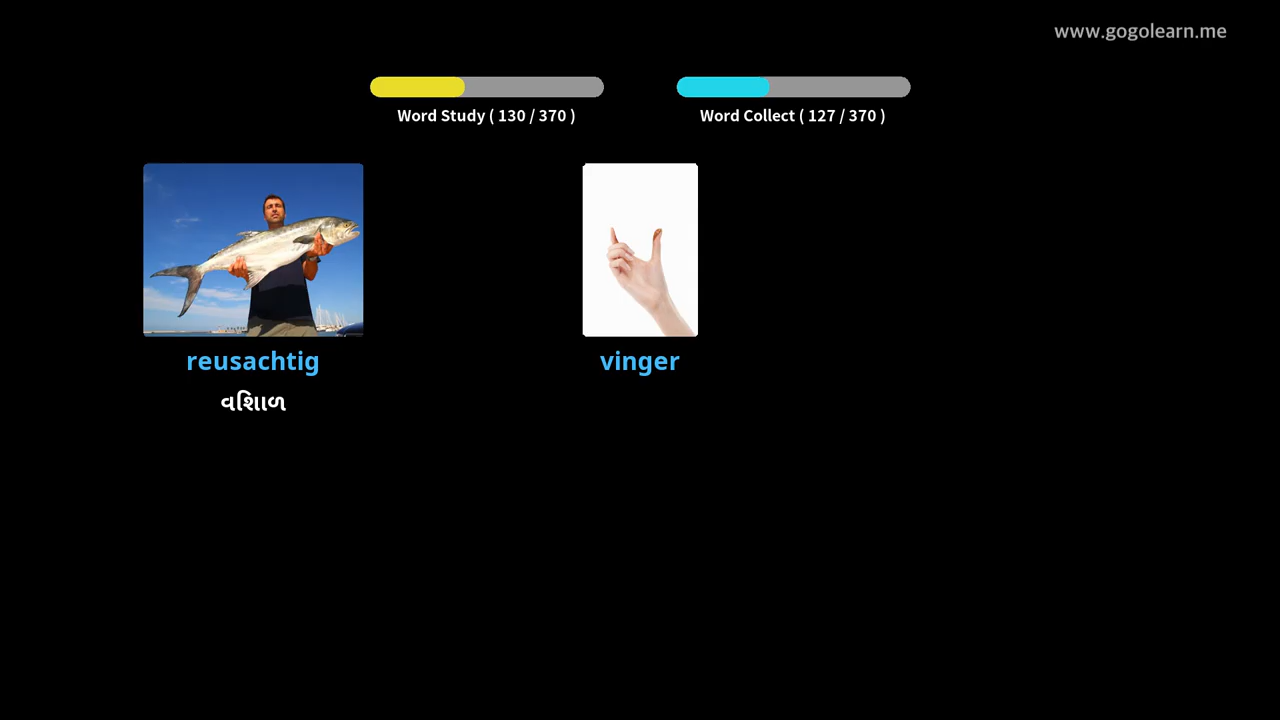 www.gogolearn.me
Word Study ( 130 / 370 )
Word Collect ( 127 / 370 )
reusachtig
vinger
વિશાળ